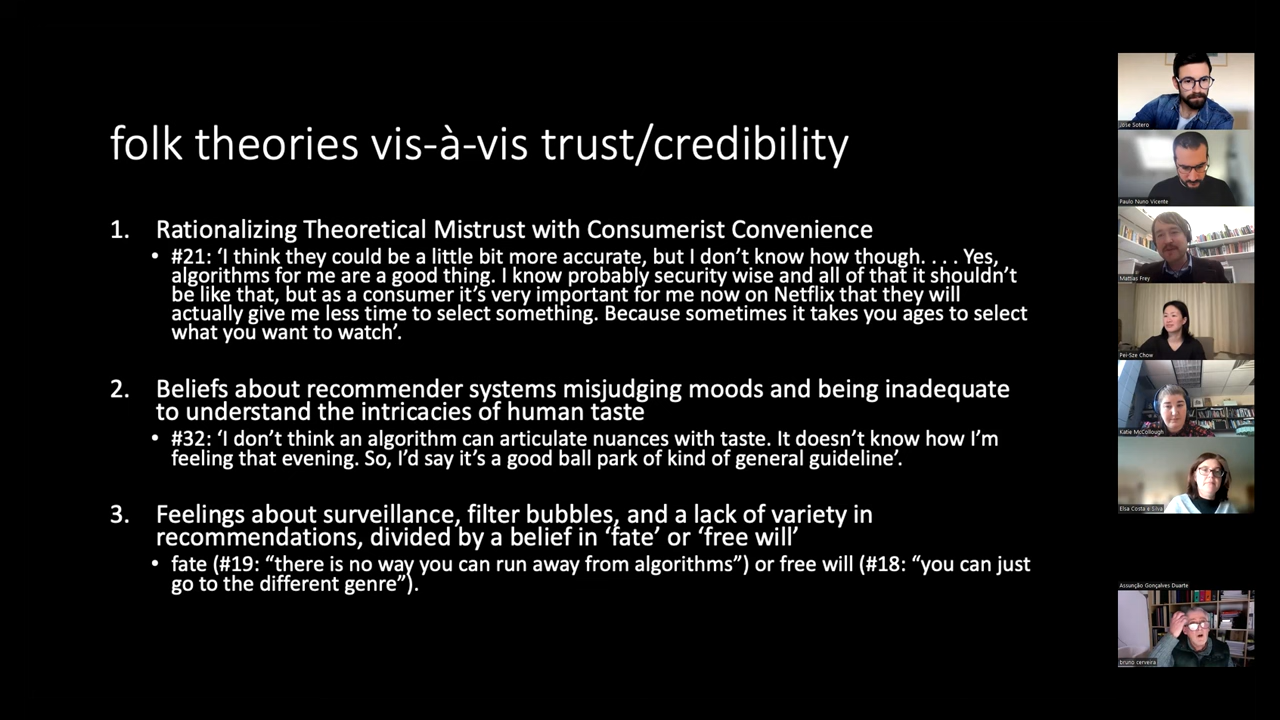 folk theories vis-à-vis trust/credibility
1. Rationalizing Theoretical Mistrust with Consumerist Convenience
• #21: ‘I think they could be a little bit more accurate, but I don’t know how though. . . . Yes,
algorithms for me are a good thing. I know probably security wise and all of that it shouldn’t
be like that, but as a consumer it’s very important for me now on Netflix that they will
actually give me less time to select something. Because sometimes it takes you ages to select
what you want to watch’.
2. Beliefs about recommender systems misjudging moods and being inadequate
to understand the intricacies of human taste
• #32: ‘I don’t think an algorithm can articulate nuances with taste. It doesn’t know how I’m
feeling that evening. So, I’d say it’s a good ball park of kind of general guideline’.
3. Feelings about surveillance, filter bubbles, and a lack of variety in
recommendations, divided by a belief in ‘fate’ or ‘free will’
• fate (#19: “there is no way you can run away from algorithms”) or free will (#18: “you can just
go to the different genre”).
Jose Sotero
Paulo Nuno Vicente
Mattias Frey
Pei-Sze Chow
Katie McCollough
Elsa Costa e Silva
Assunção Gonçalves Duarte
bruno cerveira